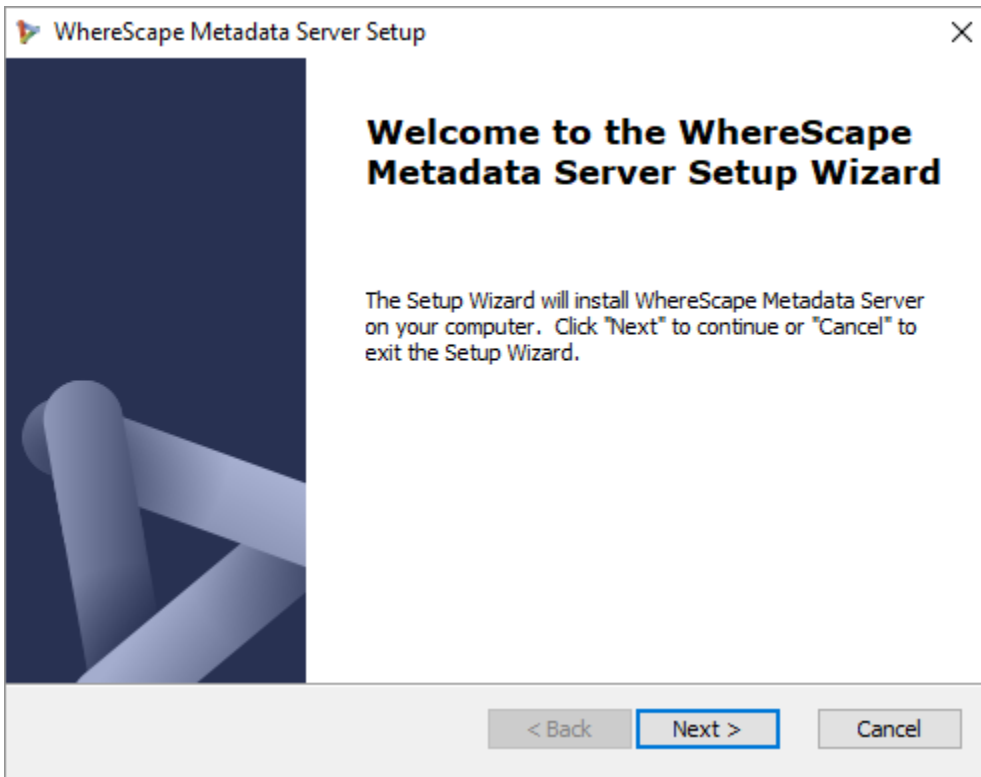 WhereScape Metadata Server Setup
Welcome to the WhereScape
Metadata Server Setup Wizard
The Setup Wizard will install WhereScape Metadata Server
on your computer.  Click "Next" to continue or "Cancel" to
exit the Setup Wizard.
< Back
Next >
Cancel